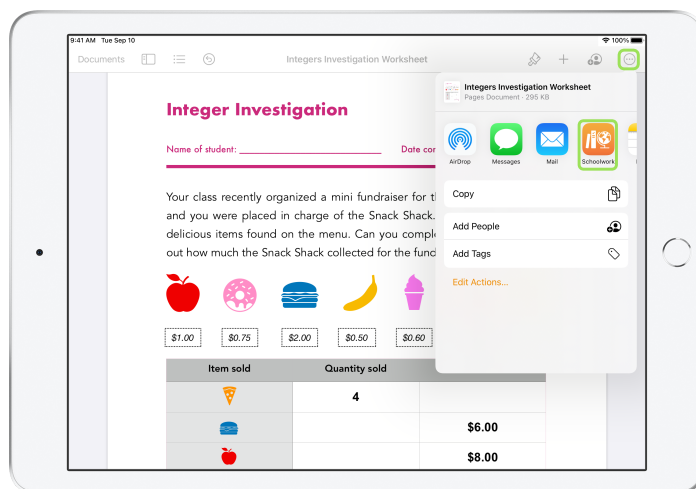 9:41 AM Tue Sep 10
100%
Documents
Integers Investigation Worksheet
Integers Investigation Worksheet
Pages Document · 295 KB
AirDrop
Messages
Mail
Schoolwork
Copy
Add People
Add Tags
Edit Actions...
Integer Investigation
Name of student:
Date
Your class recently organized a mini fundraiser for
and you were placed in charge of the Snack Shack.
delicious items found on the menu. Can you
out how much the Snack Shack collected for the
$1.00 $0.75 $2.00 $0.50 $0.60
Item sold Quantity sold
4
$6.00
$8.00